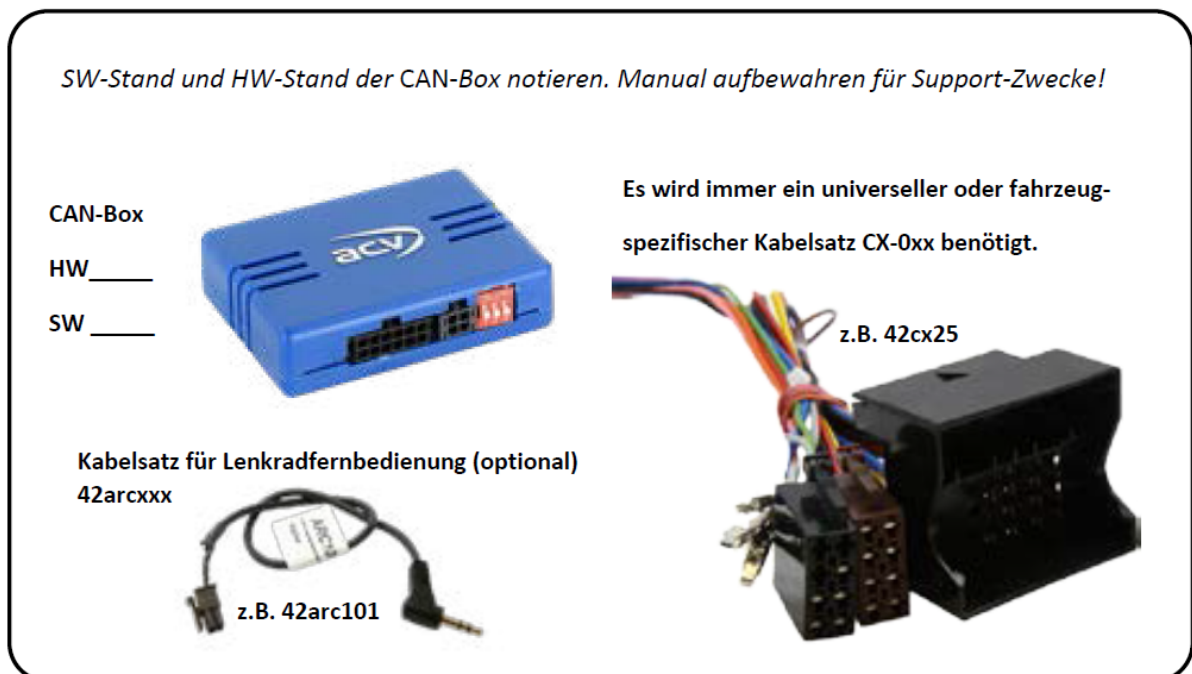 SW-Stand und HW-Stand der CAN-Box notieren. Manual aufbewahren für Support-Zwecke!
CAN-Box
HW_____
SW _____
acv
Es wird immer ein universeller oder fahrzeug-
spezifischer Kabelsatz CX-0xx benötigt.
z.B. 42cx25
Kabelsatz für Lenkradfernbedienung (optional)
42arcxxx
z.B. 42arc101